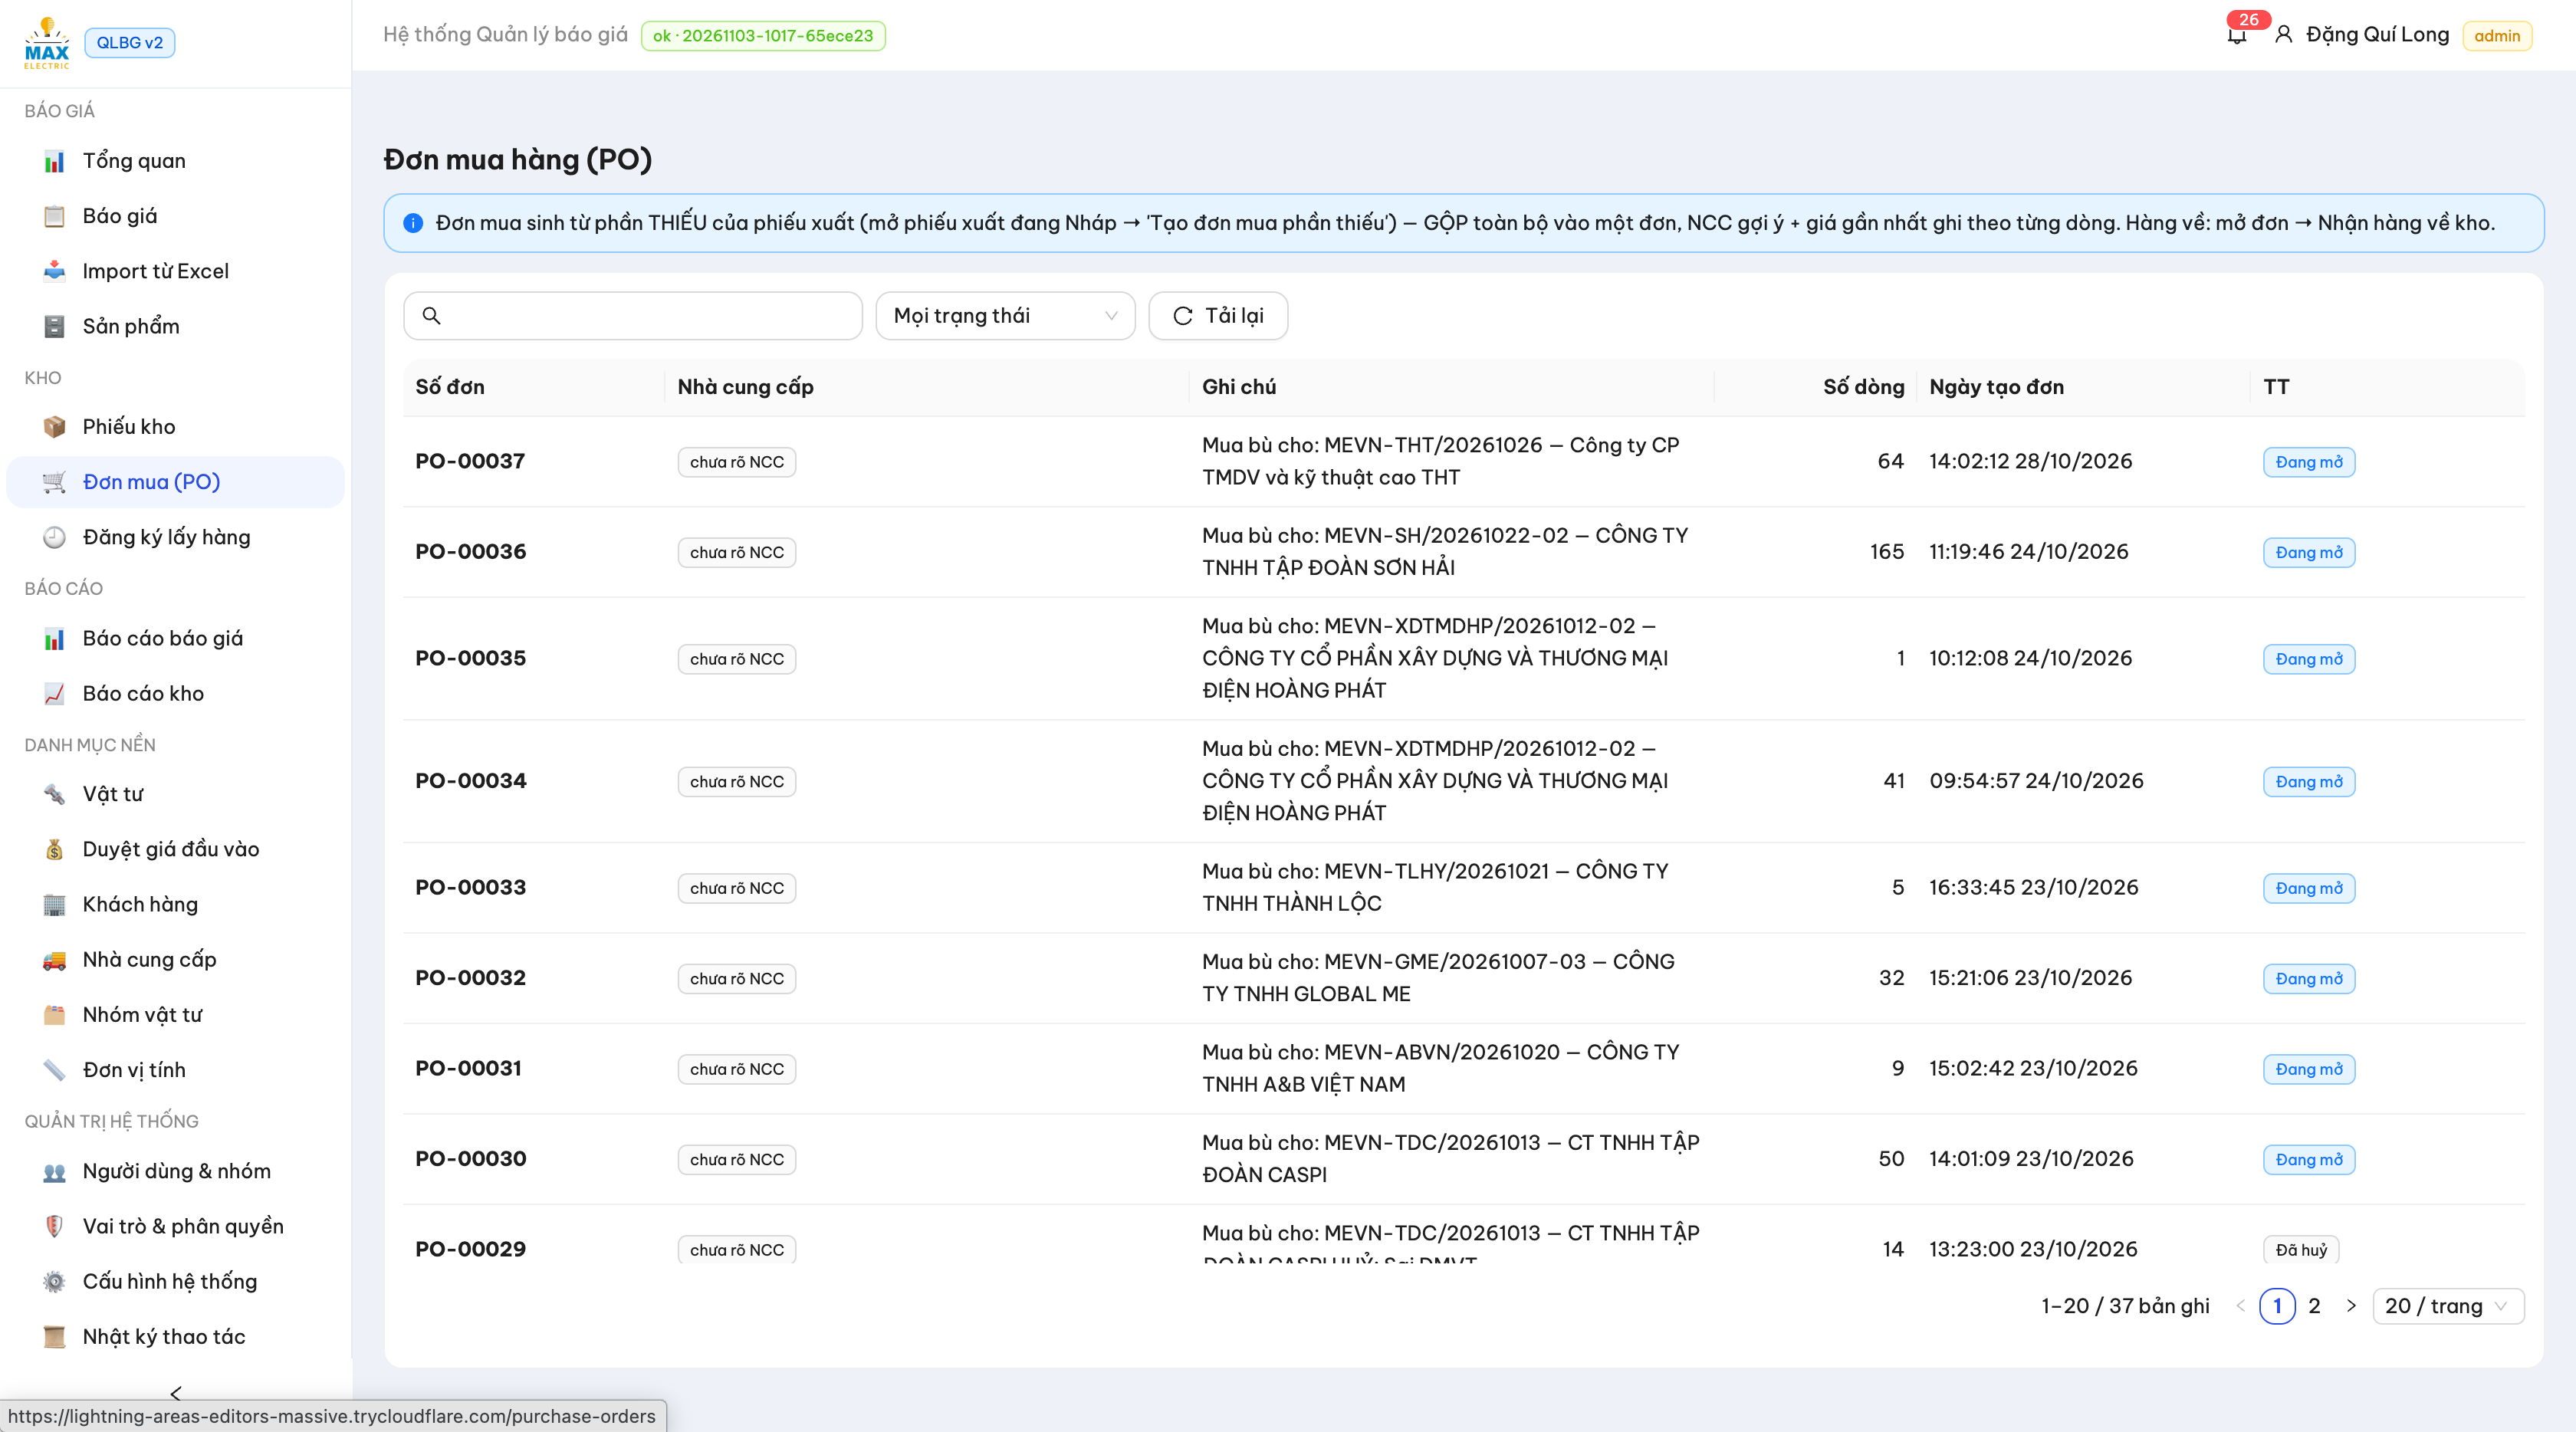 MAX
ELECTRIC
QLBG v2
Hệ thống Quản lý báo giá
ok · 20261103-1017-65ece23
26
Đặng Quí Long
admin
BÁO GIÁ
Tổng quan
Báo giá
Import từ Excel
Sản phẩm
KHO
Phiếu kho
Đơn mua (PO)
Đăng ký lấy hàng
BÁO CÁO
Báo cáo báo giá
Báo cáo kho
DANH MỤC NỀN
Vật tư
Duyệt giá đầu vào
Khách hàng
Nhà cung cấp
Nhóm vật tư
Đơn vị tính
QUẢN TRỊ HỆ THỐNG
Người dùng & nhóm
Vai trò & phân quyền
Cấu hình hệ thống
Nhật ký thao tác
Đơn mua hàng (PO)
Đơn mua sinh từ phần THIẾU của phiếu xuất (mở phiếu xuất đang Nháp → 'Tạo đơn mua phần thiếu') — GỘP toàn bộ vào một đơn, NCC gợi ý + giá gần nhất ghi theo từng dòng. Hàng về: mở đơn → Nhận hàng về kho.
Mọi trạng thái
Tải lại
Số đơn Nhà cung cấp Ghi chú Số dòng Ngày tạo đơn TT
PO-00037 chưa rõ NCC Mua bù cho: MEVN-THT/20261026 — Công ty CP 64 14:02:12 28/10/2026 Đang mở
TMDV và kỹ thuật cao THT
PO-00036 chưa rõ NCC Mua bù cho: MEVN-SH/20261022-02 — CÔNG TY 165 11:19:46 24/10/2026 Đang mở
TNHH TẬP ĐOÀN SƠN HẢI
Mua bù cho: MEVN-XDTMDHP/20261012-02 —
PO-00035 chưa rõ NCC CÔNG TY CỔ PHẦN XÂY DỰNG VÀ THƯƠNG MẠI 1 10:12:08 24/10/2026 Đang mở
ĐIỆN HOÀNG PHÁT
Mua bù cho: MEVN-XDTMDHP/20261012-02 —
PO-00034 chưa rõ NCC CÔNG TY CỔ PHẦN XÂY DỰNG VÀ THƯƠNG MẠI 41 09:54:57 24/10/2026 Đang mở
ĐIỆN HOÀNG PHÁT
PO-00033 chưa rõ NCC Mua bù cho: MEVN-TLHY/20261021 — CÔNG TY 5 16:33:45 23/10/2026 Đang mở
TNHH THÀNH LỘC
PO-00032 chưa rõ NCC Mua bù cho: MEVN-GME/20261007-03 — CÔNG 32 15:21:06 23/10/2026 Đang mở
TY TNHH GLOBAL ME
PO-00031 chưa rõ NCC Mua bù cho: MEVN-ABVN/20261020 — CÔNG TY 9 15:02:42 23/10/2026 Đang mở
TNHH A&B VIỆT NAM
PO-00030 chưa rõ NCC Mua bù cho: MEVN-TDC/20261013 — CT TNHH TẬP 50 14:01:09 23/10/2026 Đang mở
ĐOÀN CASPI
PO-00029 chưa rõ NCC Mua bù cho: MEVN-TDC/20261013 — CT TNHH TẬP 14 13:23:00 23/10/2026 Đã huỷ
ĐOÀN CASPI HUỶ: Sai DMVT
1-20 / 37 bản ghi
1
2
20 / trang
https://lightning-areas-editors-massive.trycloudflare.com/purchase-orders